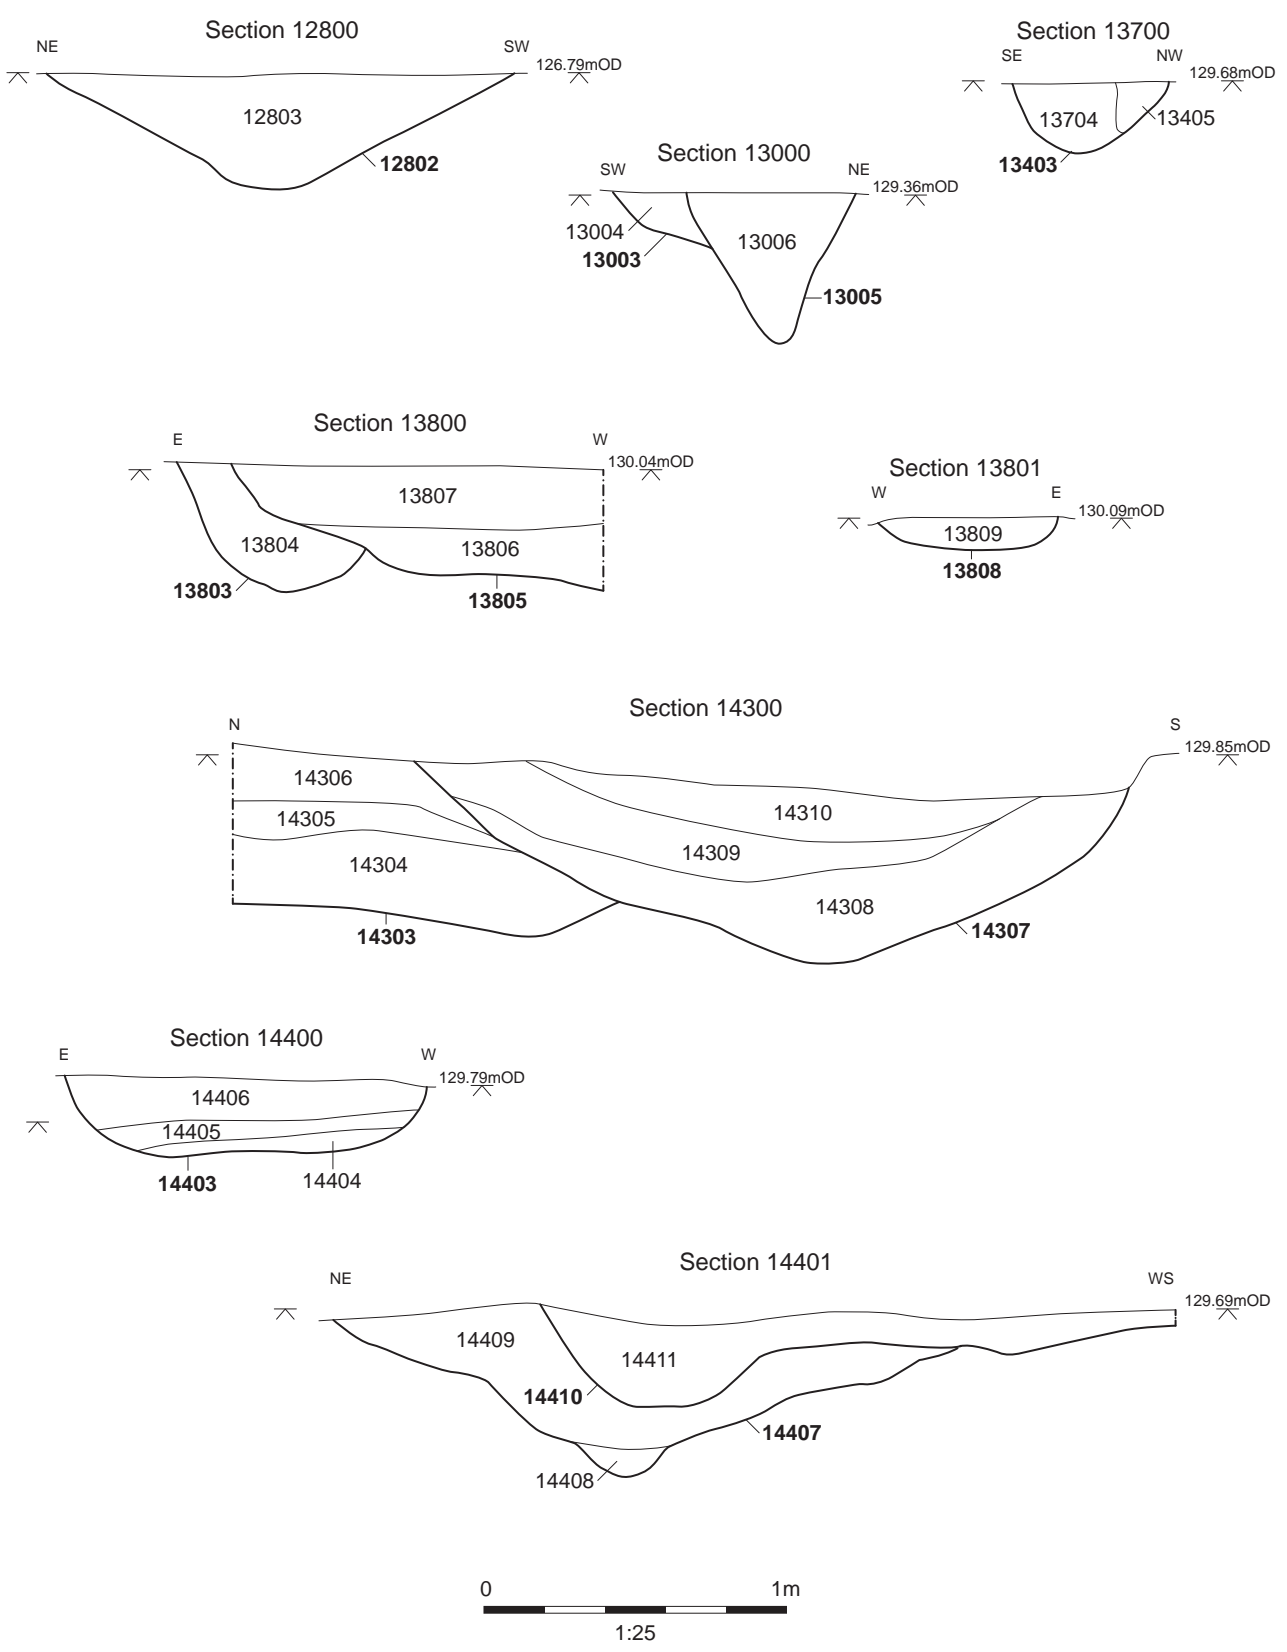 Section 12800
NE
SW
126.79mOD
12803
12802
Section 13700
SE
NW
129.68mOD
13704
13405
13403
Section 13000
SW
NE
129.36mOD
13004
13003
13006
13005
Section 13800
E
W
130.04mOD
13807
13804
13806
13803
13805
Section 13801
W
E
130.09mOD
13809
13808
Section 14300
N
S
129.85mOD
14306
14305
14304
14303
14310
14309
14308
14307
Section 14400
E
W
129.79mOD
14406
14405
14403
14404
Section 14401
NE
WS
129.69mOD
14409
14411
14410
14407
14408
0
1m
1:25